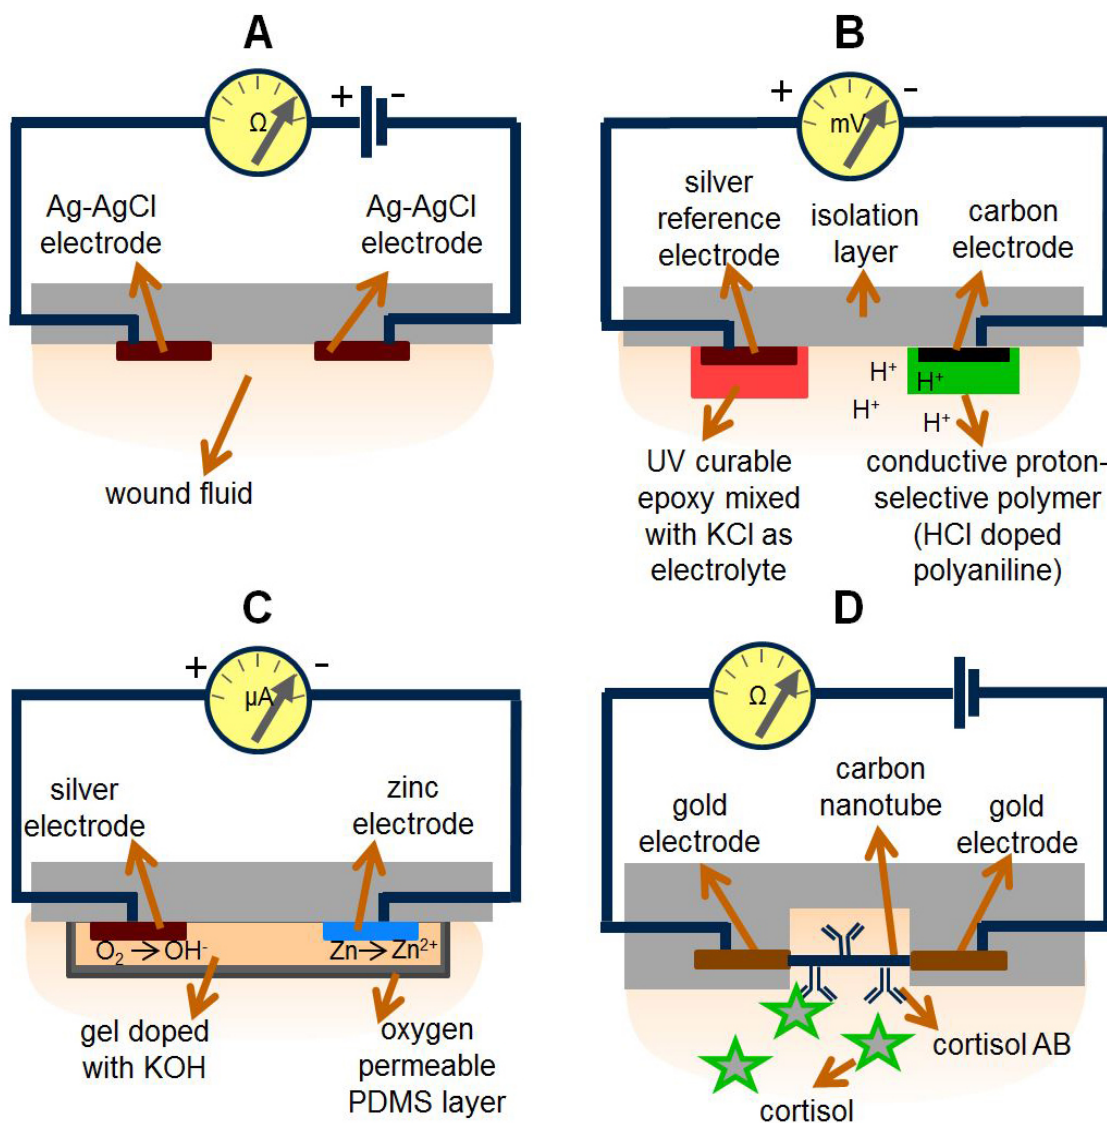 A
+ -
Ω
Ag-AgCl
electrode
Ag-AgCl
electrode
wound fluid
B
+ -
mV
silver
reference
electrode
isolation
layer
carbon
electrode
H⁺
H⁺
H⁺
H⁺
UV curable
epoxy mixed
with KCl as
electrolyte
conductive proton-
selective polymer
(HCl doped
polyaniline)
C
+ -
µA
silver
electrode
zinc
electrode
O₂ → OH⁻
Zn → Zn²⁺
gel doped
with KOH
oxygen
permeable
PDMS layer
D
Ω
carbon
nanotube
gold
electrode
gold
electrode
cortisol AB
cortisol